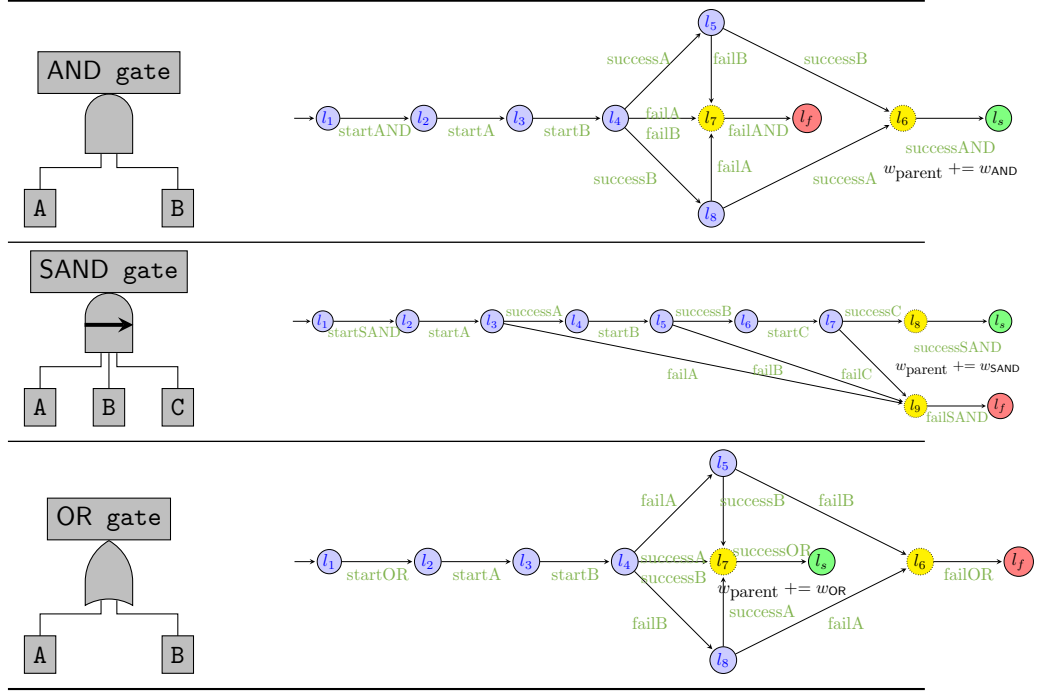 AND gate
A
B
l5
successA
failB
successB
l1
startAND
l2
startA
l3
startB
l4
failA
failB
l7
failAND
lf
l6
successAND
ls
wparent += wAND
successB
failA
successA
l8
SAND gate
A
B
C
l1
startSAND
l2
startA
l3
successA
l4
startB
l5
successB
l6
startC
l7
successC
l8
successSAND
ls
wparent += wSAND
failA
failB
failC
l9
failSAND
lf
OR gate
A
B
l5
failA
successB
failB
l1
startOR
l2
startA
l3
startB
l4
successA
successB
l7
successOR
ls
wparent += wOR
l6
failOR
lf
failB
successA
failA
l8